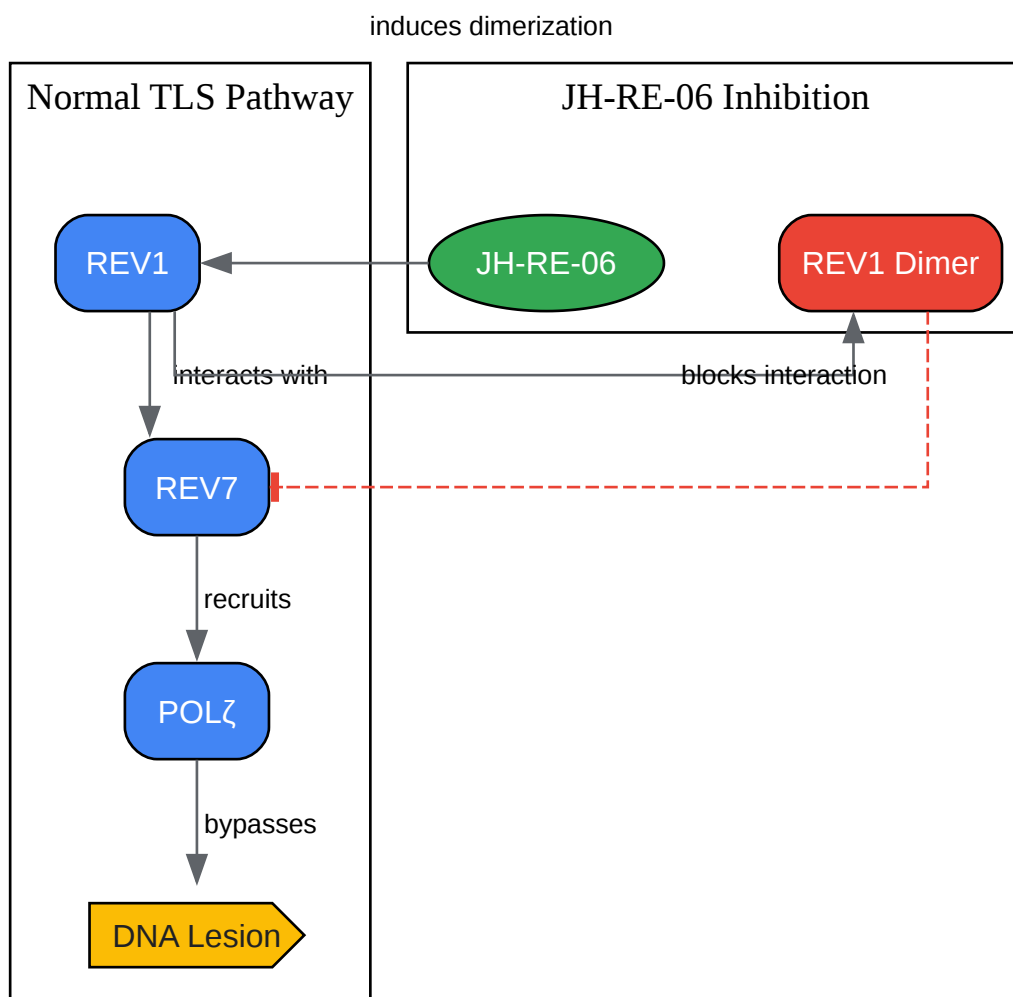 induces dimerization
Normal TLS Pathway
JH-RE-06 Inhibition
REV1
JH-RE-06
REV1 Dimer
interacts with
blocks interaction
REV7
recruits
POLζ
bypasses
DNA Lesion